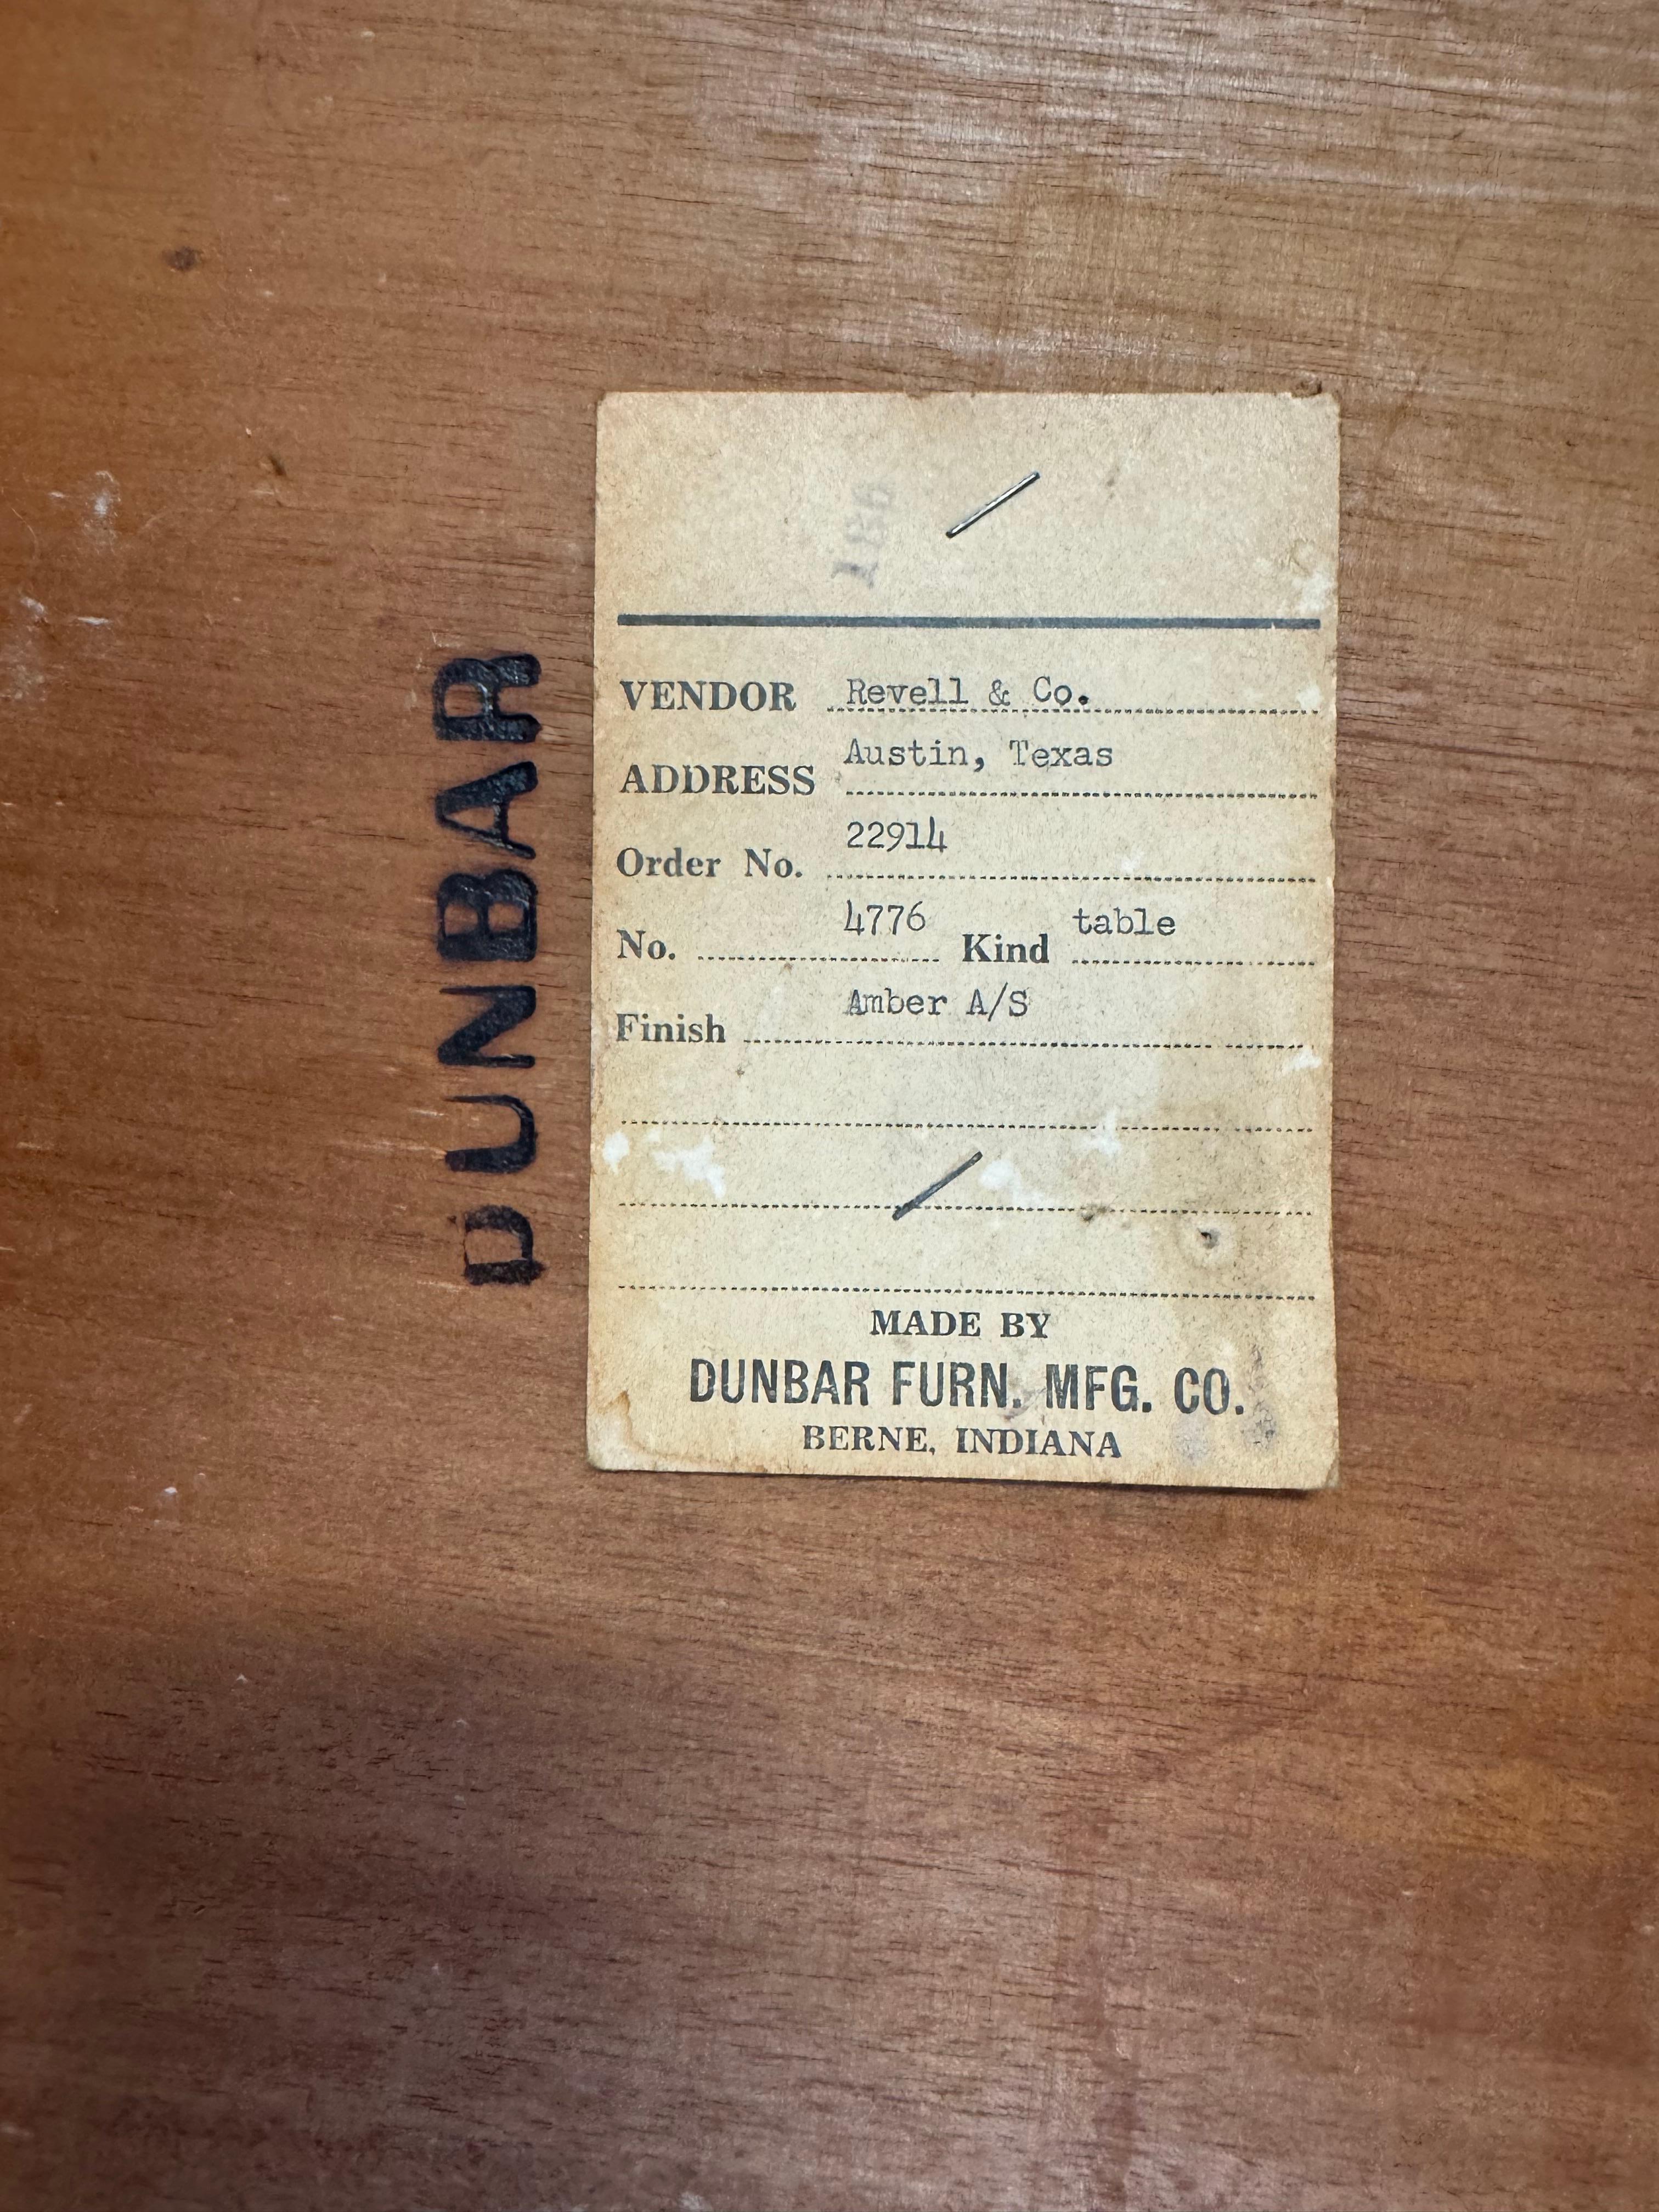 DUNBAR
VENDOR Revell & Co.
ADDRESS Austin, Texas
Order No. 22914
No. 4776 Kind table
Finish Amber A/S
MADE BY
DUNBAR FURN. MFG. CO.
BERNE, INDIANA